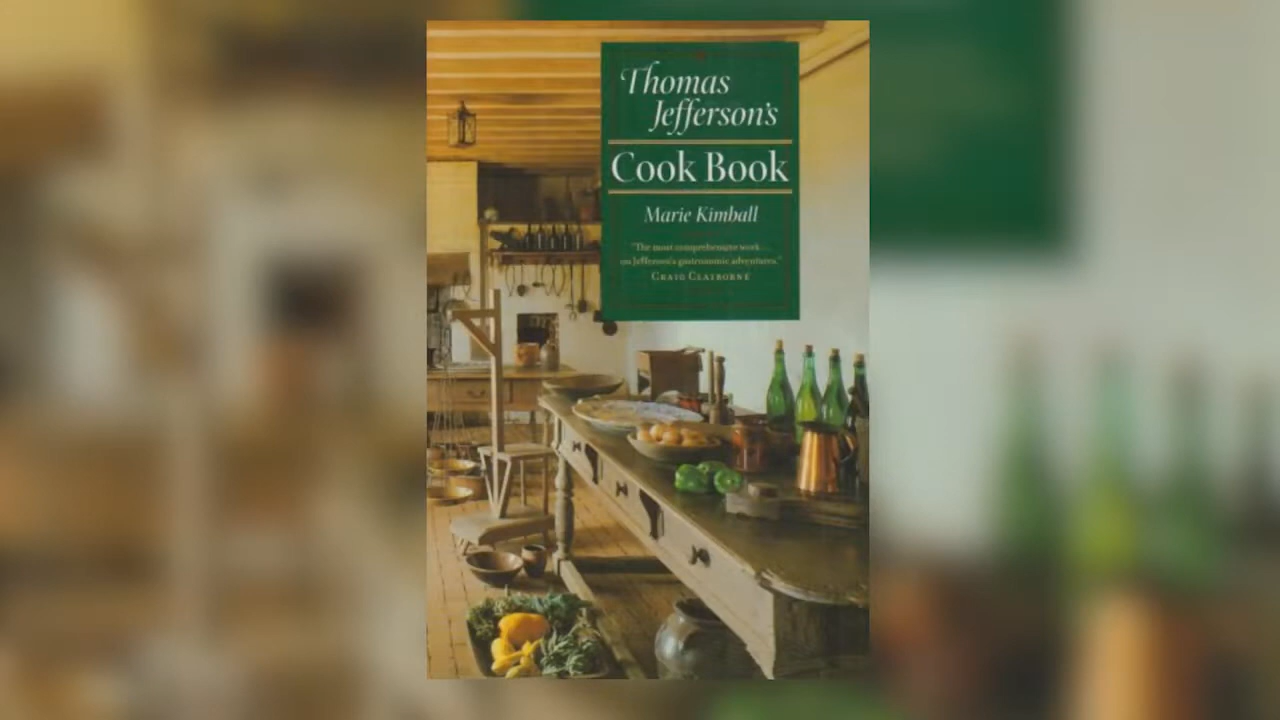 Thomas
Jefferson's
Cook Book
Marie Kimball
"The most comprehensive work
on Jefferson's gastronomic adventures."
CRAIG CLAIBORNE